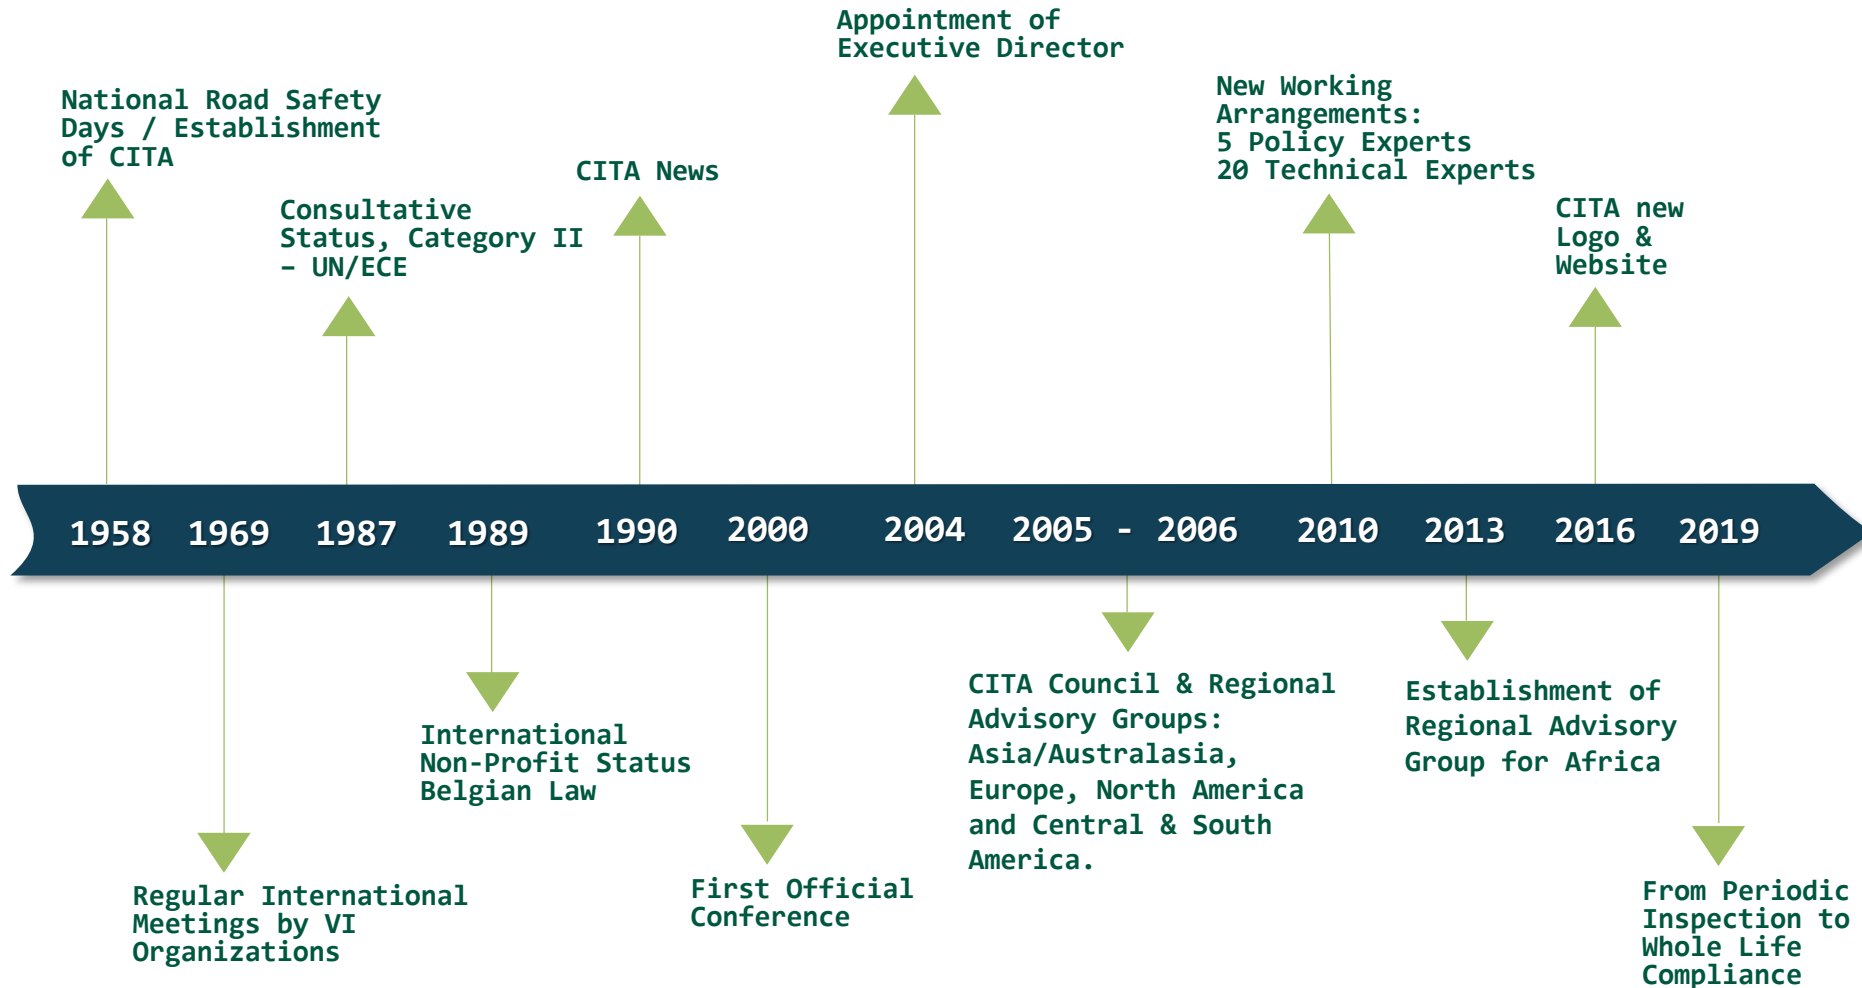 Appointment of
Executive Director
National Road Safety
Days / Establishment
of CITA
New Working
Arrangements:
5 Policy Experts
20 Technical Experts
CITA News
Consultative
Status, Category II
– UN/ECE
CITA new
Logo &
Website
1958 1969 1987 1989 1990 2000 2004 2005 - 2006 2010 2013 2016 2019
CITA Council & Regional
Advisory Groups:
Asia/Australasia,
Europe, North America
and Central & South
America.
Establishment of
Regional Advisory
Group for Africa
International
Non-Profit Status
Belgian Law
Regular International
Meetings by VI
Organizations
First Official
Conference
From Periodic
Inspection to
Whole Life
Compliance